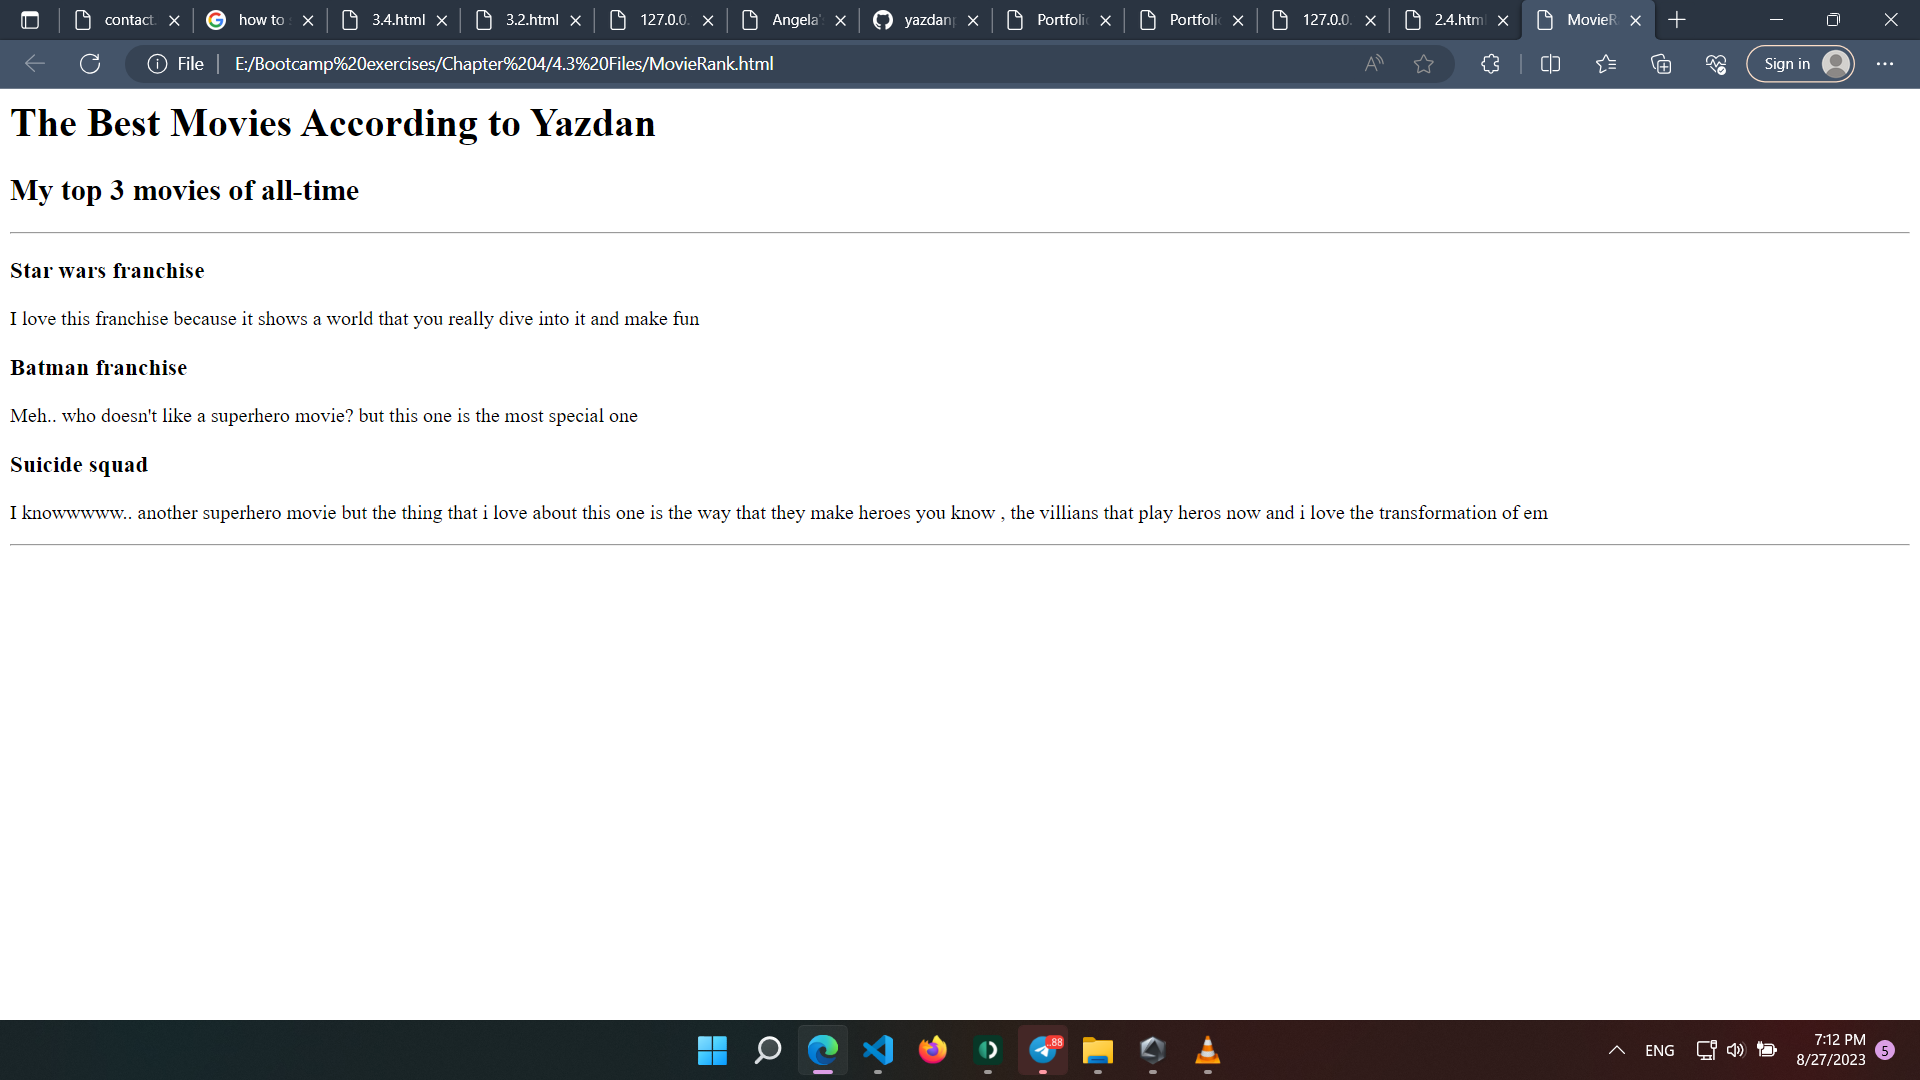 contact.
how to
3.4.html
3.2.html
127.0.0.
Angela'
yazdan
Portfoli
Portfoli
127.0.0.
2.4.html
MovieR
File
E:/Bootcamp%20exercises/Chapter%204/4.3%20Files/MovieRank.html
Sign in
The Best Movies According to Yazdan
My top 3 movies of all-time
Star wars franchise
I love this franchise because it shows a world that you really dive into it and make fun
Batman franchise
Meh.. who doesn't like a superhero movie? but this one is the most special one
Suicide squad
I knowwwww.. another superhero movie but the thing that i love about this one is the way that they make heroes you know , the villians that play heros now and i love the transformation of em
.88
ENG
7:12 PM
8/27/2023
5